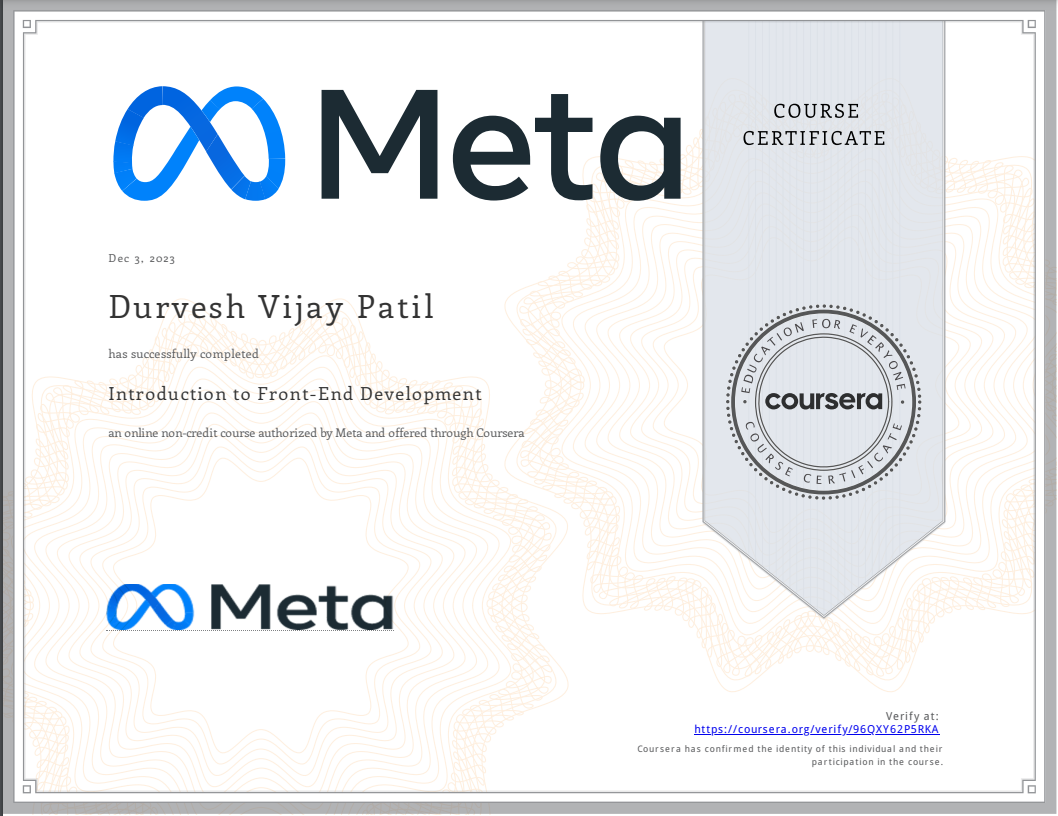 Meta
COURSE
CERTIFICATE
Dec 3, 2023
Durvesh Vijay Patil
has successfully completed
Introduction to Front-End Development
an online non-credit course authorized by Meta and offered through Coursera
EDUCATION FOR EVERYONE
coursera
COURSE CERTIFICATE
Meta
Verify at:
https://coursera.org/verify/96QXY62P5RKA
Coursera has confirmed the identity of this individual and their
participation in the course.